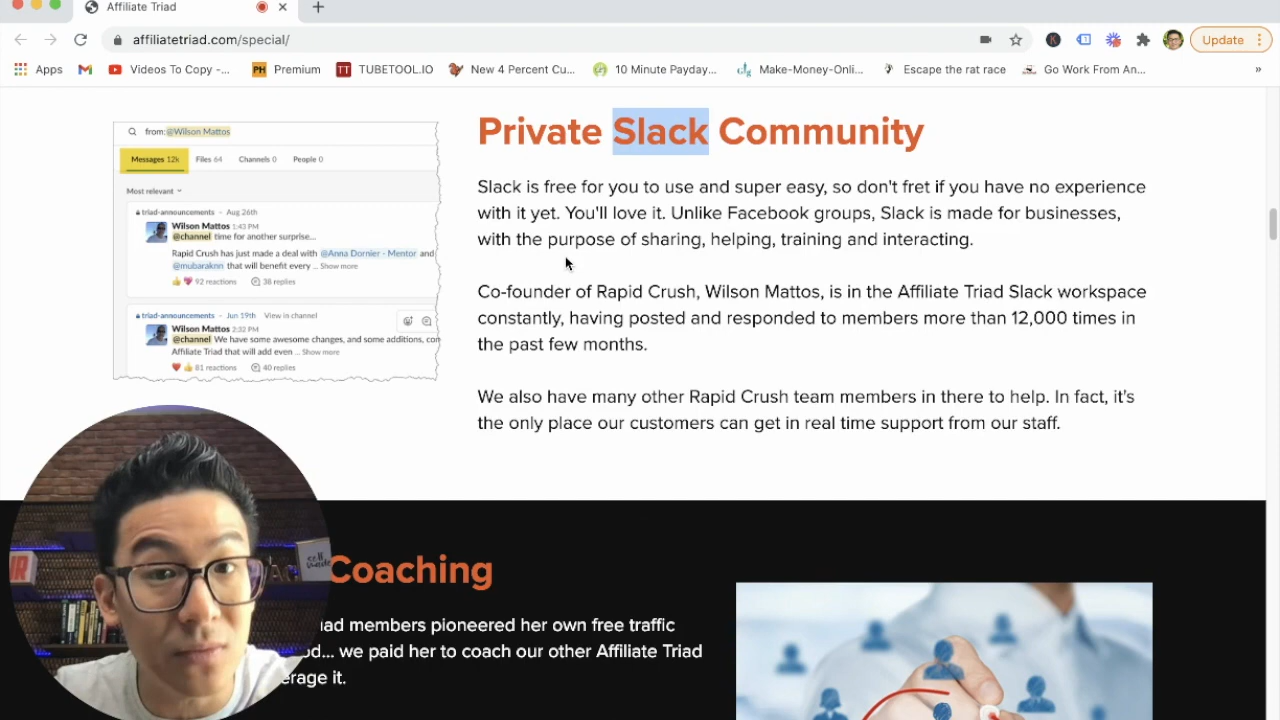 Affiliate Triad
affiliatetriad.com/special/
Update
Apps
Videos To Copy -...
PH Premium
TT TUBETOOL.IO
New 4 Percent Cu...
10 Minute Payday...
Make-Money-Onli...
Escape the rat race
Go Work From An...
»
from:@Wilson Mattos
Messages 12k Files 64 Channels 0 People 0
Most relevant
triad-announcements - Aug 26th
Wilson Mattos 1:43 PM
@channel time for another surprise...
Rapid Crush has just made a deal with @Anna Dornier - Mentor and
@mubaraknn that will benefit every ... Show more
92 reactions 38 replies
triad-announcements - Jun 19th View in channel
Wilson Mattos 2:32 PM
@channel We have some awesome changes, and some additions, con
Affiliate Triad that will add even ... Show more
81 reactions 40 replies
Private Slack Community
Slack is free for you to use and super easy, so don't fret if you have no experience
with it yet. You'll love it. Unlike Facebook groups, Slack is made for businesses,
with the purpose of sharing, helping, training and interacting.
Co-founder of Rapid Crush, Wilson Mattos, is in the Affiliate Triad Slack workspace
constantly, having posted and responded to members more than 12,000 times in
the past few months.
We also have many other Rapid Crush team members in there to help. In fact, it's
the only place our customers can get in real time support from our staff.
Coaching
members pioneered her own free traffic
we paid her to coach our other Affiliate Triad
it.